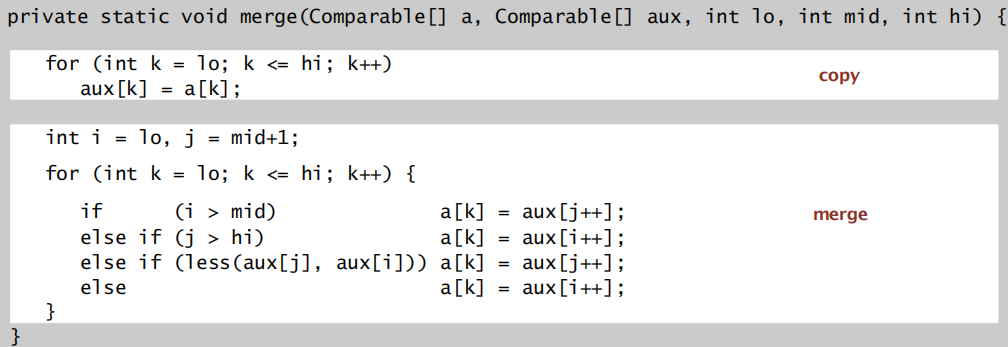 private static void merge(Comparable[] a, Comparable[] aux, int lo, int mid, int hi) {
for (int k = lo; k <= hi; k++)
aux[k] = a[k];
copy
int i = lo, j = mid+1;
for (int k = lo; k <= hi; k++) {
if (i > mid) a[k] = aux[j++];
else if (j > hi) a[k] = aux[i++];
else if (less(aux[j], aux[i])) a[k] = aux[j++];
else a[k] = aux[i++];
merge
}
}